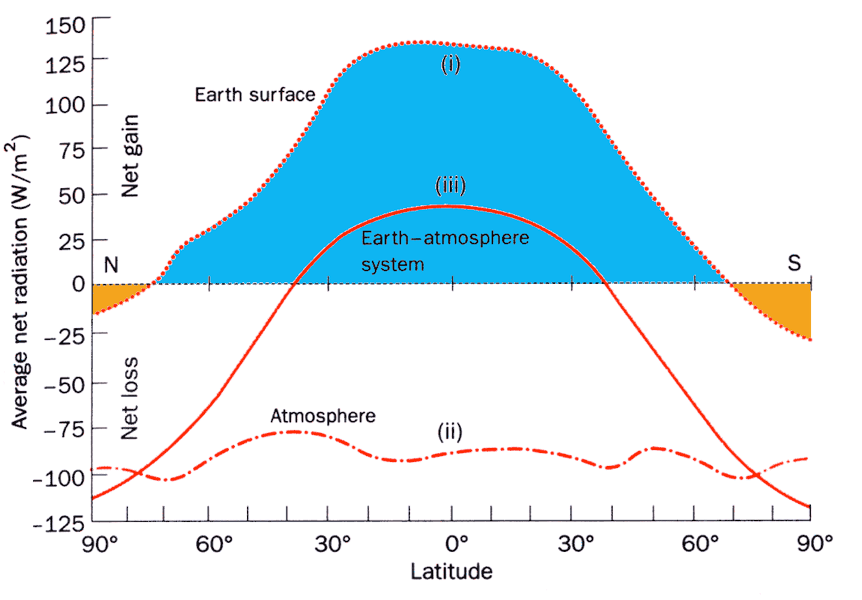 150
125
100
75
50
25
0
−25
−50
−75
−100
−125
Average net radiation (W/m²)
Net gain
Net loss
Earth surface
(i)
(iii)
Earth–atmosphere
system
N
S
Atmosphere
(ii)
90° 60° 30° 0° 30° 60° 90°
Latitude